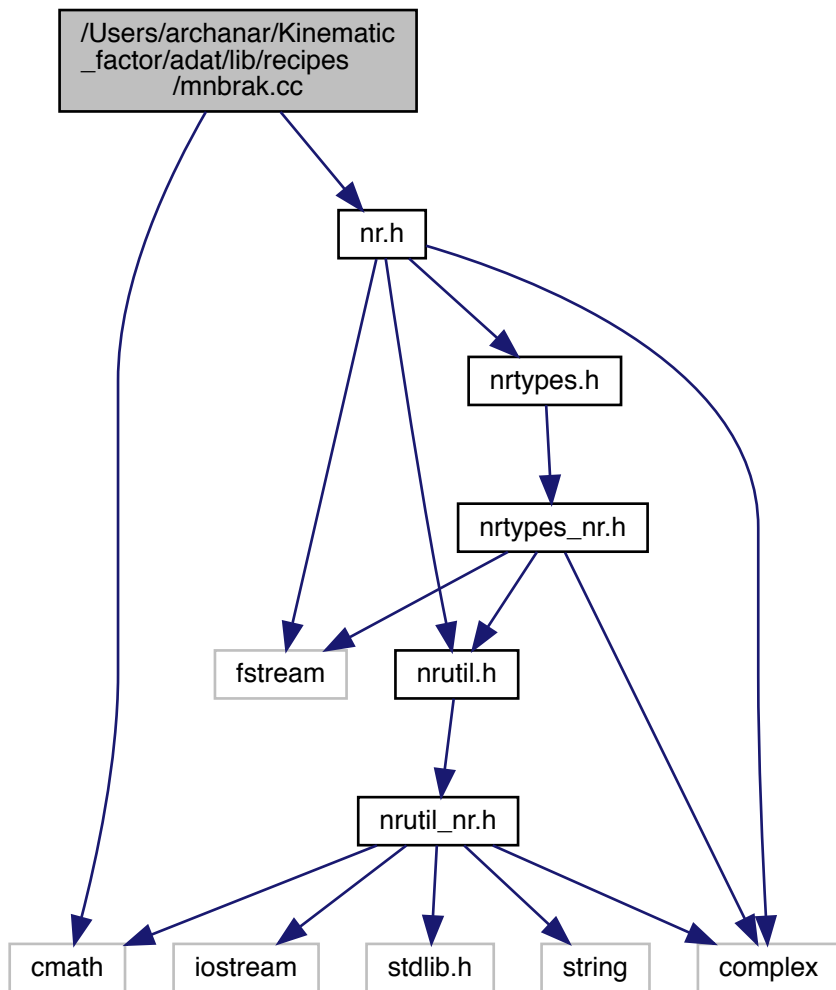 /Users/archanar/Kinematic
_factor/adat/lib/recipes
/mnbrak.cc
nr.h
nrtypes.h
nrtypes_nr.h
fstream
nrutil.h
nrutil_nr.h
cmath
iostream
stdlib.h
string
complex